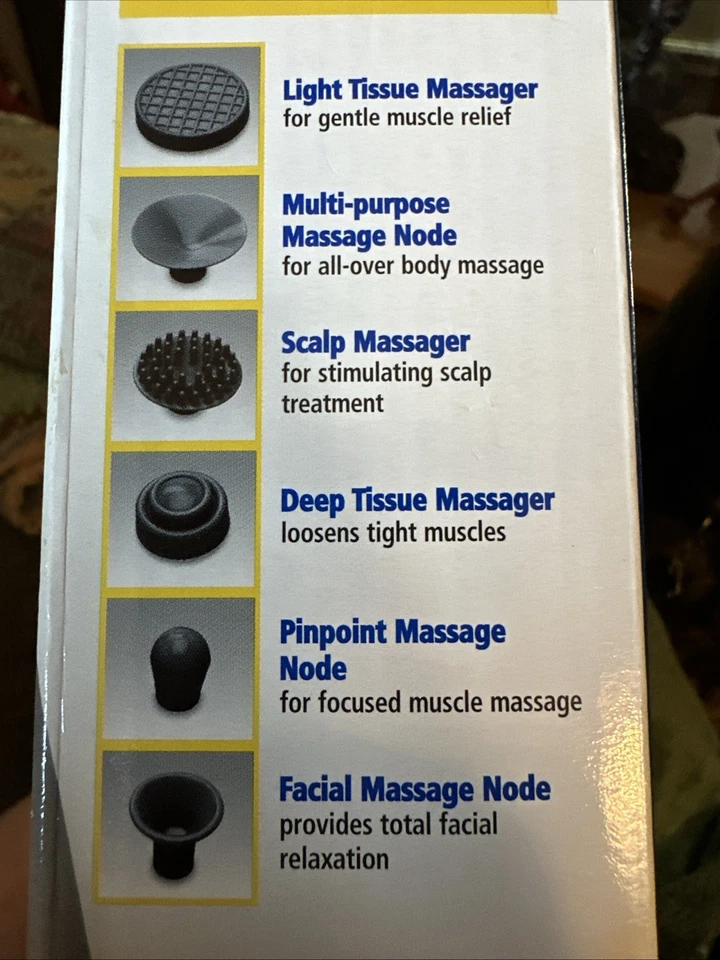 Light Tissue Massager
for gentle muscle relief
Multi-purpose
Massage Node
for all-over body massage
Scalp Massager
for stimulating scalp
treatment
Deep Tissue Massager
loosens tight muscles
Pinpoint Massage
Node
for focused muscle massage
Facial Massage Node
provides total facial
relaxation